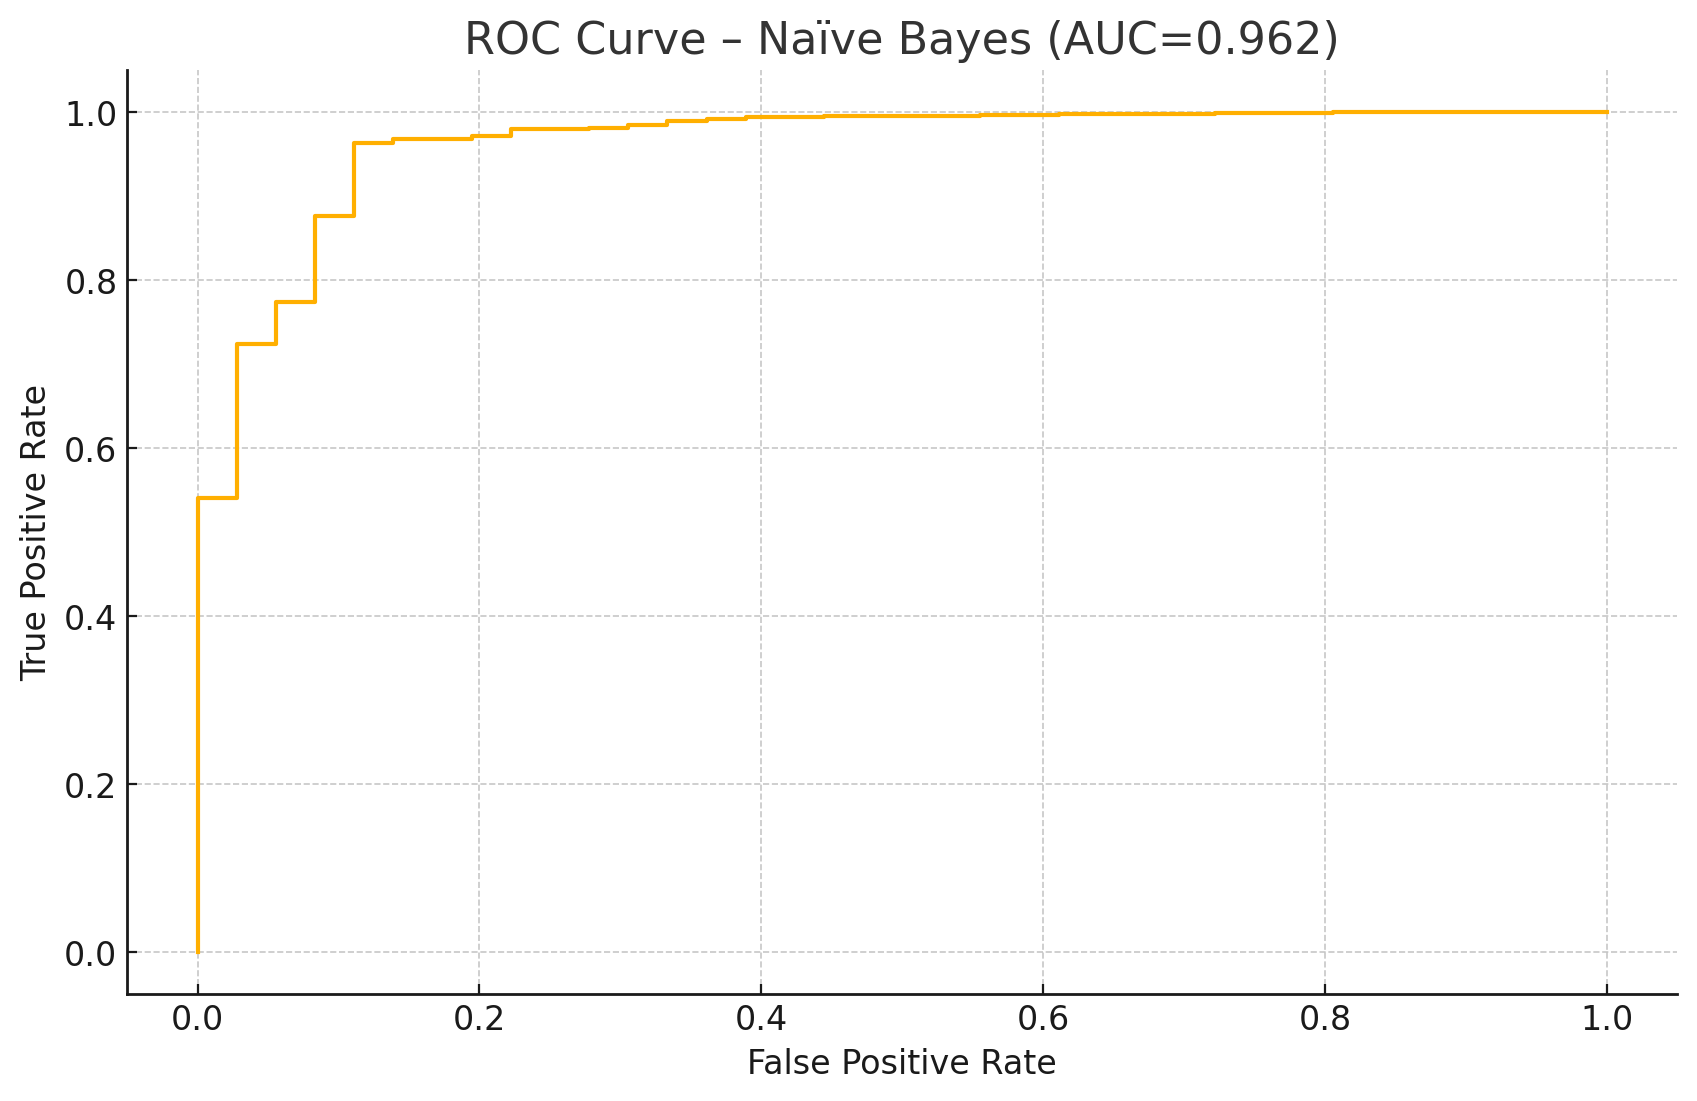 ROC Curve – Naïve Bayes (AUC=0.962)
True Positive Rate
1.0
0.8
0.6
0.4
0.2
0.0
0.0 0.2 0.4 0.6 0.8 1.0
False Positive Rate